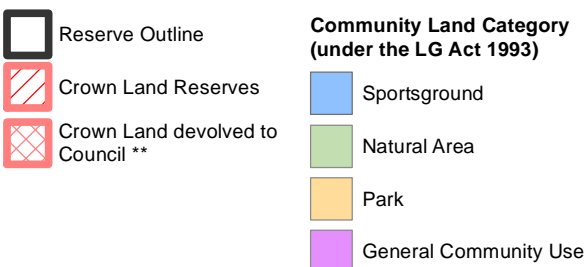 Reserve Outline
Crown Land Reserves
Crown Land devolved to
Council **
Community Land Category
(under the LG Act 1993)
Sportsground
Natural Area
Park
General Community Use